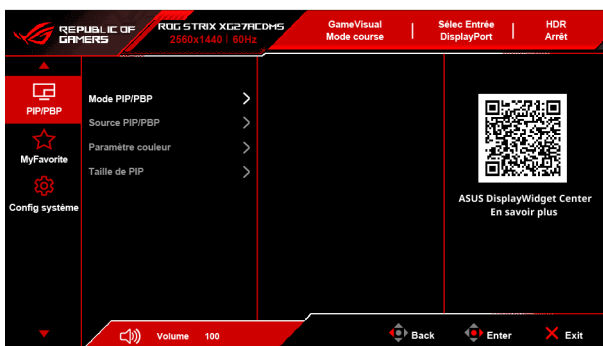 REPUBLIC OF
GAMERS
ROG STRIX XG27ACDMS
2560x1440 | 60Hz
GameVisual
Mode course
Sélec Entrée
DisplayPort
HDR
Arrêt
PIP/PBP
MyFavorite
Config système
Mode PIP/PBP
Source PIP/PBP
Paramètre couleur
Taille de PIP
ASUS DisplayWidget Center
En savoir plus
Volume 100
Back
Enter
Exit